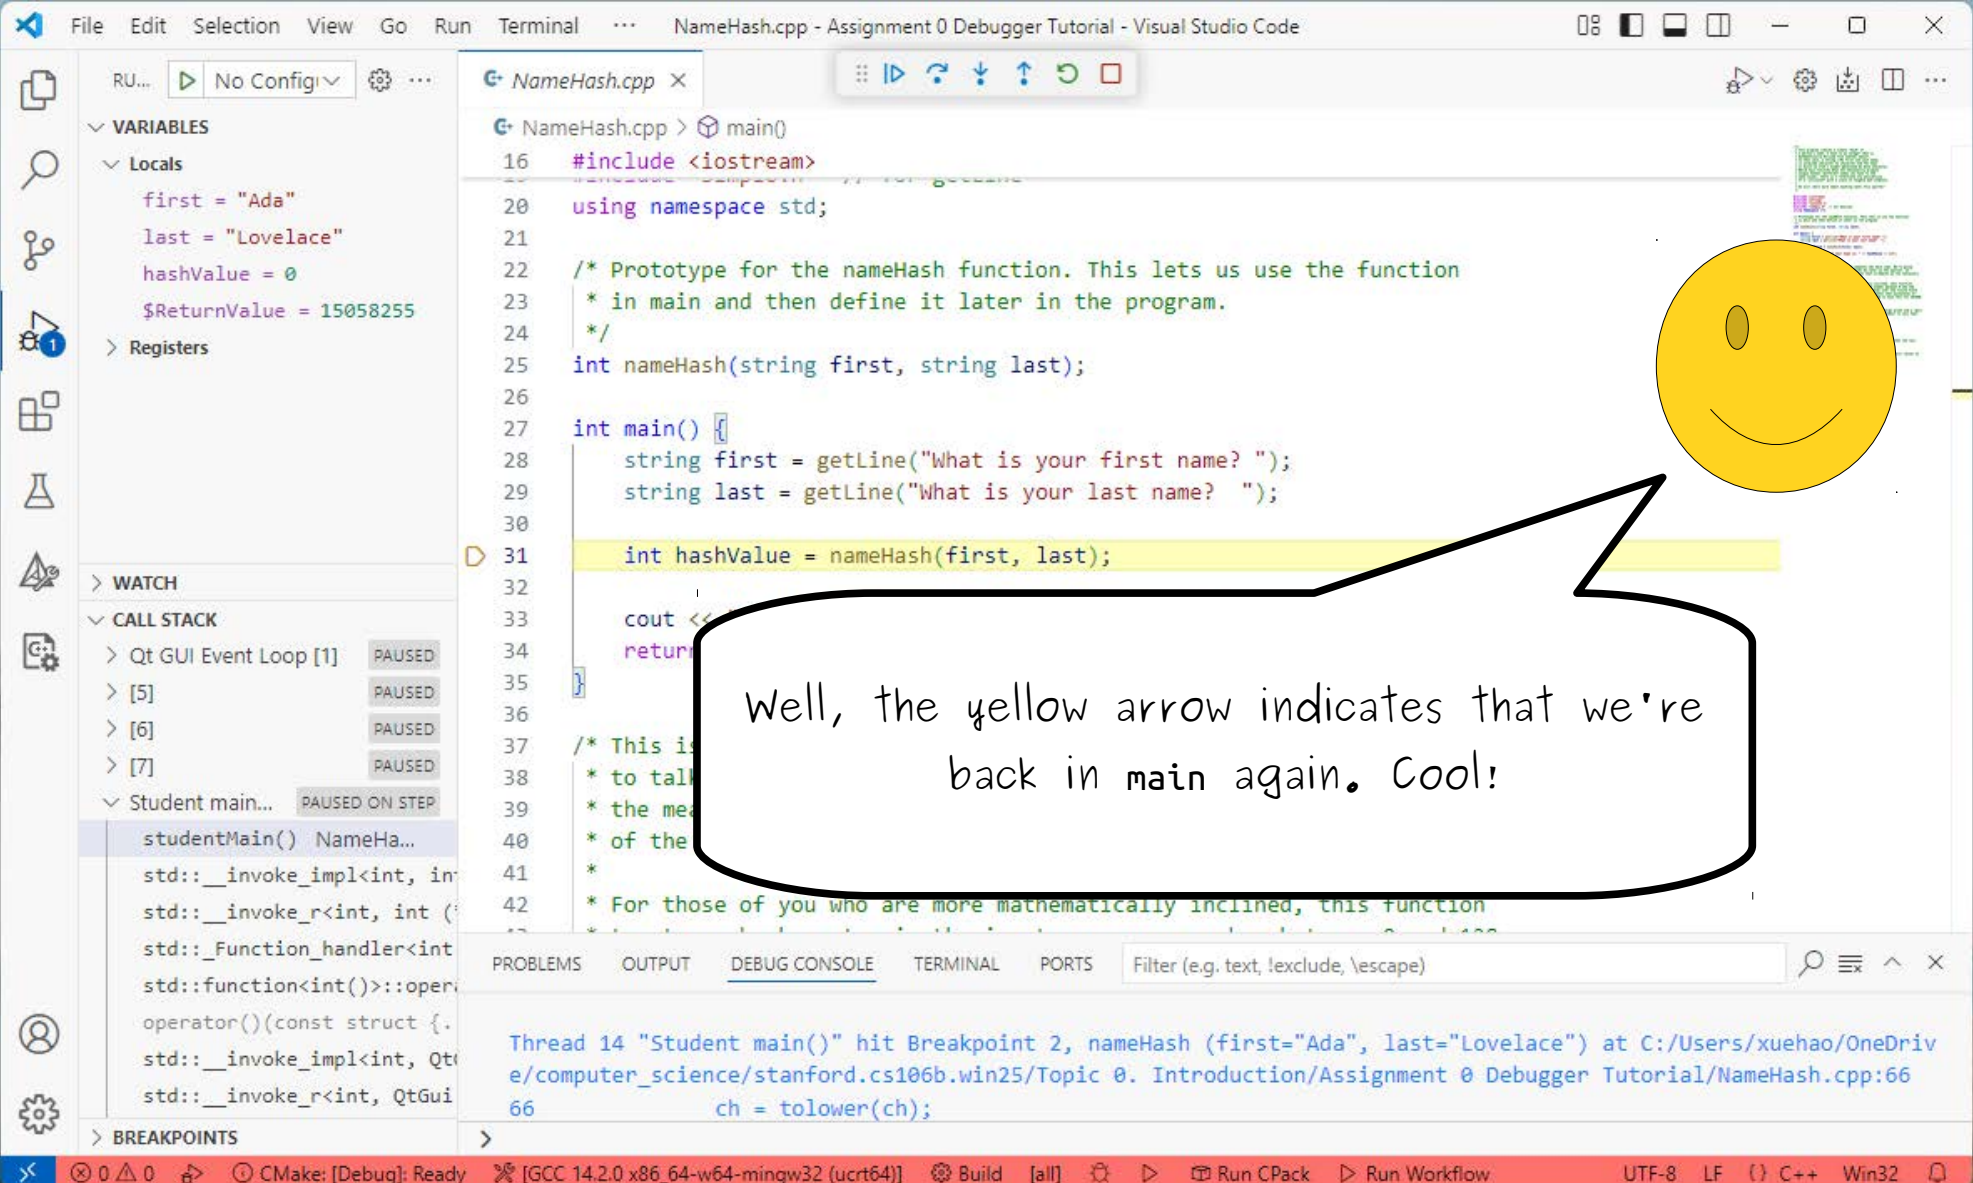 File Edit Selection View Go Run Terminal ··· NameHash.cpp - Assignment 0 Debugger Tutorial - Visual Studio Code
RU... No Config
NameHash.cpp
NameHash.cpp > main()
VARIABLES
Locals
first = "Ada"
last = "Lovelace"
hashValue = 0
$ReturnValue = 15058255
Registers
WATCH
CALL STACK
Qt GUI Event Loop [1] PAUSED
[5] PAUSED
[6] PAUSED
[7] PAUSED
Student main... PAUSED ON STEP
studentMain() NameHa...
std::__invoke_impl<int, in
std::__invoke_r<int, int (
std::_Function_handler<int
std::function<int()>::oper
operator()(const struct {.
std::__invoke_impl<int, Qt
std::__invoke_r<int, QtGui
BREAKPOINTS
1
16 #include <iostream>
20 using namespace std;
21
22 /* Prototype for the nameHash function. This lets us use the function
23 * in main and then define it later in the program.
24 */
25 int nameHash(string first, string last);
26
27 int main() {
28 string first = getLine("What is your first name? ");
29 string last = getLine("What is your last name?  ");
30
31 int hashValue = nameHash(first, last);
32
33 cout <<
34 return
35 }
36
37 /* This is
38 * to talk
39 * the mea
40 * of the
41 *
42 * For those of you who are more mathematically inclined, this function
Well, the yellow arrow indicates that we're
back in main again. Cool!
PROBLEMS OUTPUT DEBUG CONSOLE TERMINAL PORTS Filter (e.g. text, !exclude, \escape)
Thread 14 "Student main()" hit Breakpoint 2, nameHash (first="Ada", last="Lovelace") at C:/Users/xuehao/OneDriv
e/computer_science/stanford.cs106b.win25/Topic 0. Introduction/Assignment 0 Debugger Tutorial/NameHash.cpp:66
66 ch = tolower(ch);
>
0 0 CMake: [Debug]: Ready [GCC 14.2.0 x86_64-w64-mingw32 (ucrt64)] Build [all] Run CPack Run Workflow UTF-8 LF {} C++ Win32